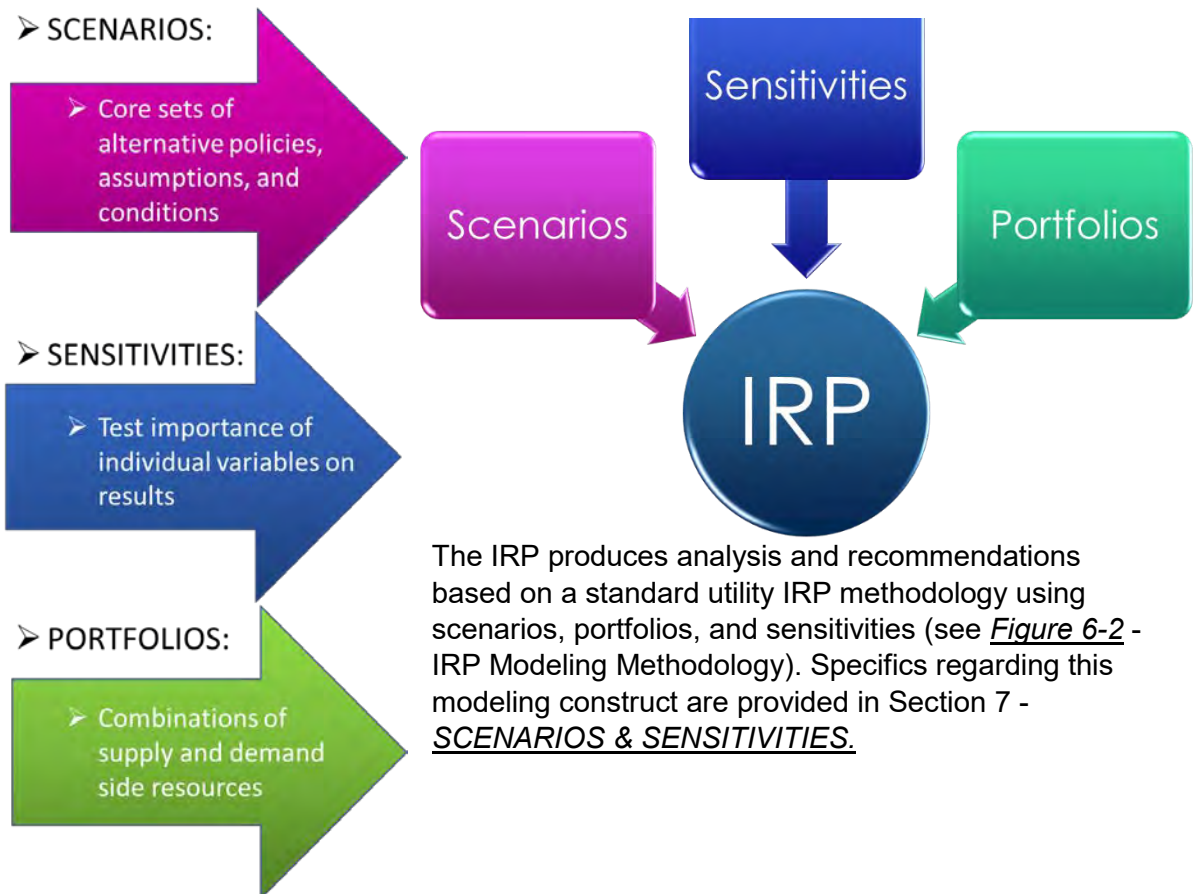 ➢ SCENARIOS:
➢ Core sets of
alternative policies,
assumptions, and
conditions
➢ SENSITIVITIES:
➢ Test importance of
individual variables on
results
➢ PORTFOLIOS:
➢ Combinations of
supply and demand
side resources
Sensitivities
Scenarios
Portfolios
IRP
The IRP produces analysis and recommendations
based on a standard utility IRP methodology using
scenarios, portfolios, and sensitivities (see Figure 6-2 -
IRP Modeling Methodology). Specifics regarding this
modeling construct are provided in Section 7 -
SCENARIOS & SENSITIVITIES.